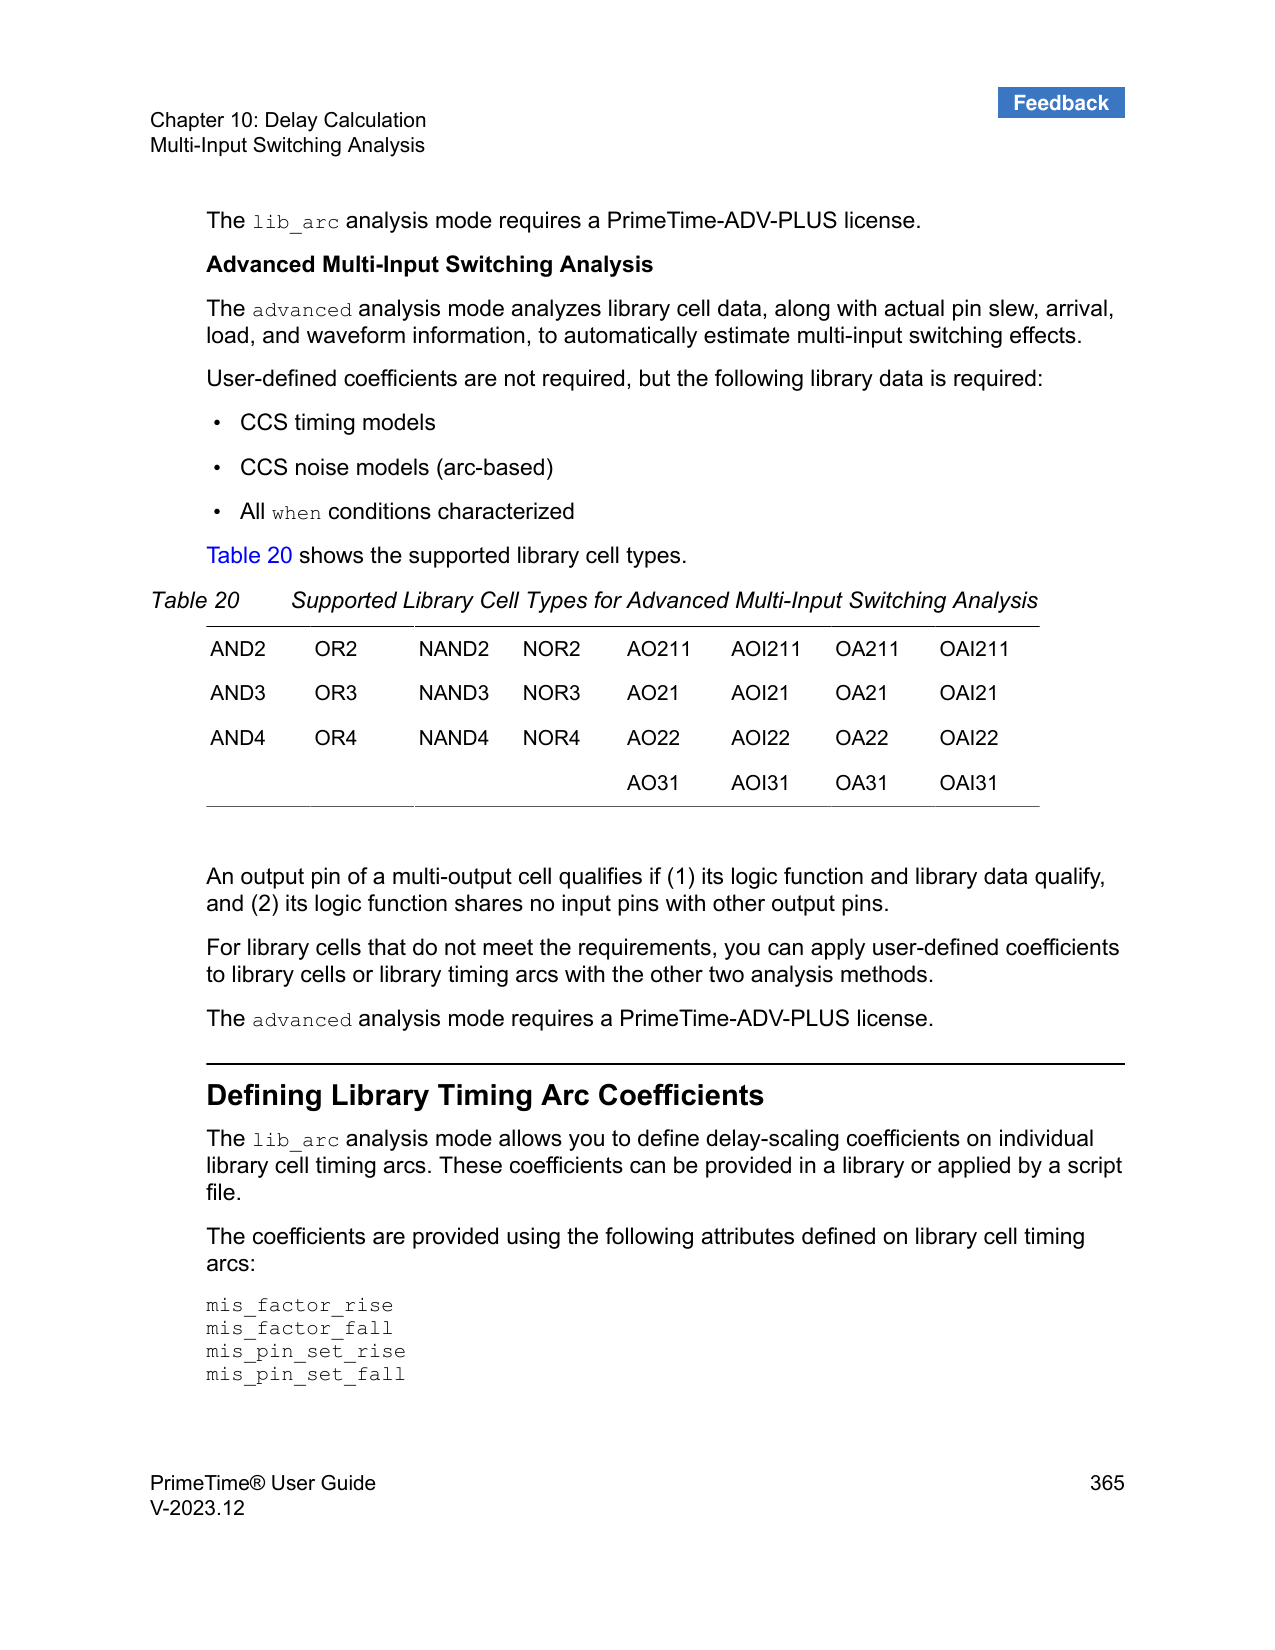 Feedback
Chapter 10: Delay Calculation
Multi-Input Switching Analysis
The lib_arc analysis mode requires a PrimeTime-ADV-PLUS license.
Advanced Multi-Input Switching Analysis
The advanced analysis mode analyzes library cell data, along with actual pin slew, arrival,
load, and waveform information, to automatically estimate multi-input switching effects.
User-defined coefficients are not required, but the following library data is required:
• CCS timing models
• CCS noise models (arc-based)
• All when conditions characterized
Table 20 shows the supported library cell types.
Table 20 Supported Library Cell Types for Advanced Multi-Input Switching Analysis
AND2 OR2 NAND2 NOR2 AO211 AOI211 OA211 OAI211
AND3 OR3 NAND3 NOR3 AO21 AOI21 OA21 OAI21
AND4 OR4 NAND4 NOR4 AO22 AOI22 OA22 OAI22
AO31 AOI31 OA31 OAI31
An output pin of a multi-output cell qualifies if (1) its logic function and library data qualify,
and (2) its logic function shares no input pins with other output pins.
For library cells that do not meet the requirements, you can apply user-defined coefficients
to library cells or library timing arcs with the other two analysis methods.
The advanced analysis mode requires a PrimeTime-ADV-PLUS license.
Defining Library Timing Arc Coefficients
The lib_arc analysis mode allows you to define delay-scaling coefficients on individual
library cell timing arcs. These coefficients can be provided in a library or applied by a script
file.
The coefficients are provided using the following attributes defined on library cell timing
arcs:
mis_factor_rise
mis_factor_fall
mis_pin_set_rise
mis_pin_set_fall
PrimeTime® User Guide 365
V-2023.12